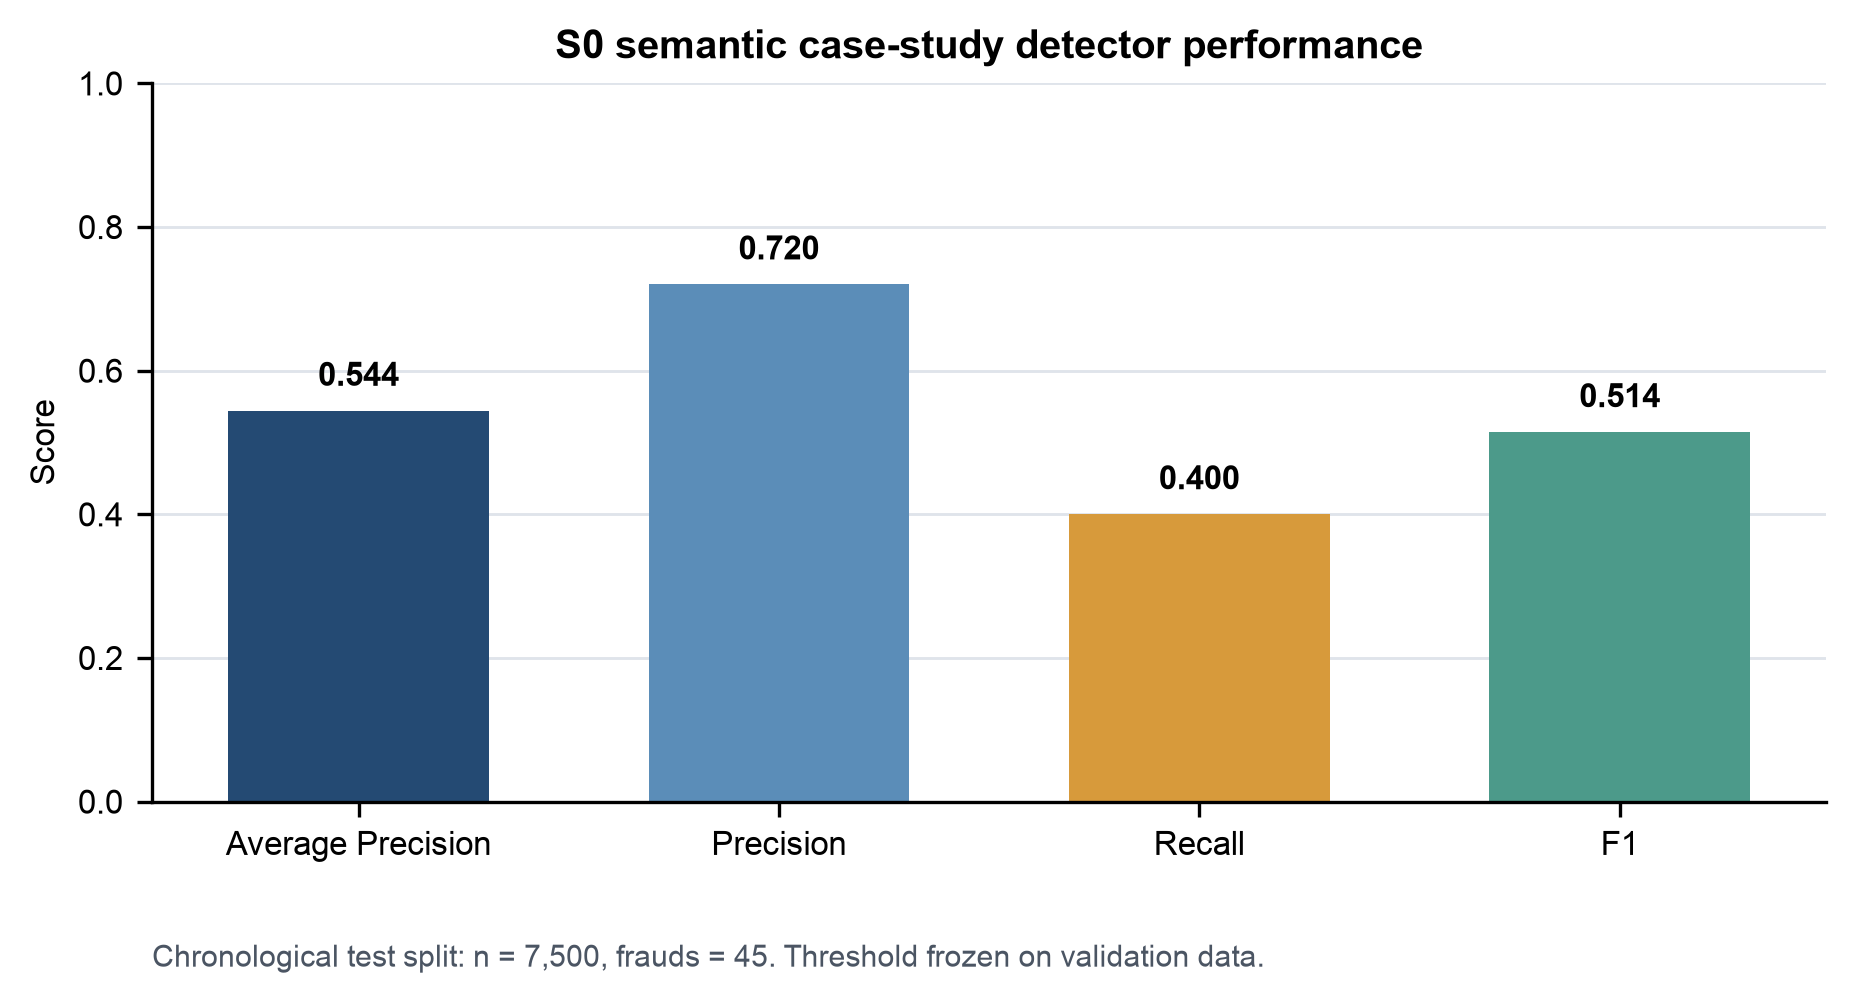 S0 semantic case-study detector performance
1.0
0.8
0.6
0.4
0.2
0.0
Score
0.544
0.720
0.400
0.514
Average Precision
Precision
Recall
F1
Chronological test split: n = 7,500, frauds = 45. Threshold frozen on validation data.